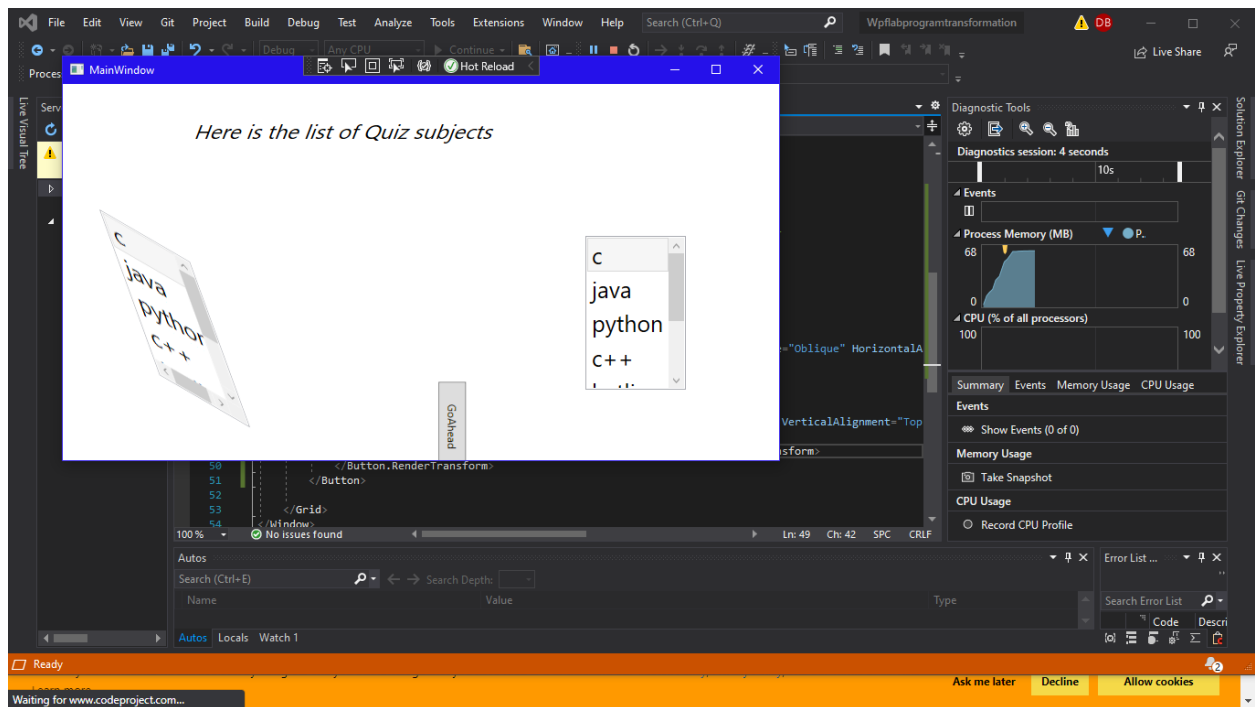 File Edit View Git Project Build Debug Test Analyze Tools Extensions Window Help Search (Ctrl+Q) Wpflabprogramtransformation DB
Debug Any CPU Continue Live Share
Proces
MainWindow Hot Reload
Live Visual Tree
Serv
Here is the list of Quiz subjects
c
java
python
c++
c
java
python
c++
GoAhead
="Oblique" HorizontalA
VerticalAlignment="Top
sform>
50 </Button.RenderTransform>
51 </Button>
52
53 </Grid>
54 </Window>
100 % No issues found Ln: 49 Ch: 42 SPC CRLF
Diagnostic Tools
Diagnostics session: 4 seconds
10s
Events
Process Memory (MB) P..
68 68
0 0
CPU (% of all processors)
100 100
Summary Events Memory Usage CPU Usage
Events
Show Events (0 of 0)
Memory Usage
Take Snapshot
CPU Usage
Record CPU Profile
Solution Explorer
Git Changes
Live Property Explorer
Autos
Search (Ctrl+E) Search Depth:
Name Value Type
Autos Locals Watch 1
Error List ...
Search Error List
Code Descri
Ready 2
Ask me later Decline Allow cookies
Waiting for www.codeproject.com...